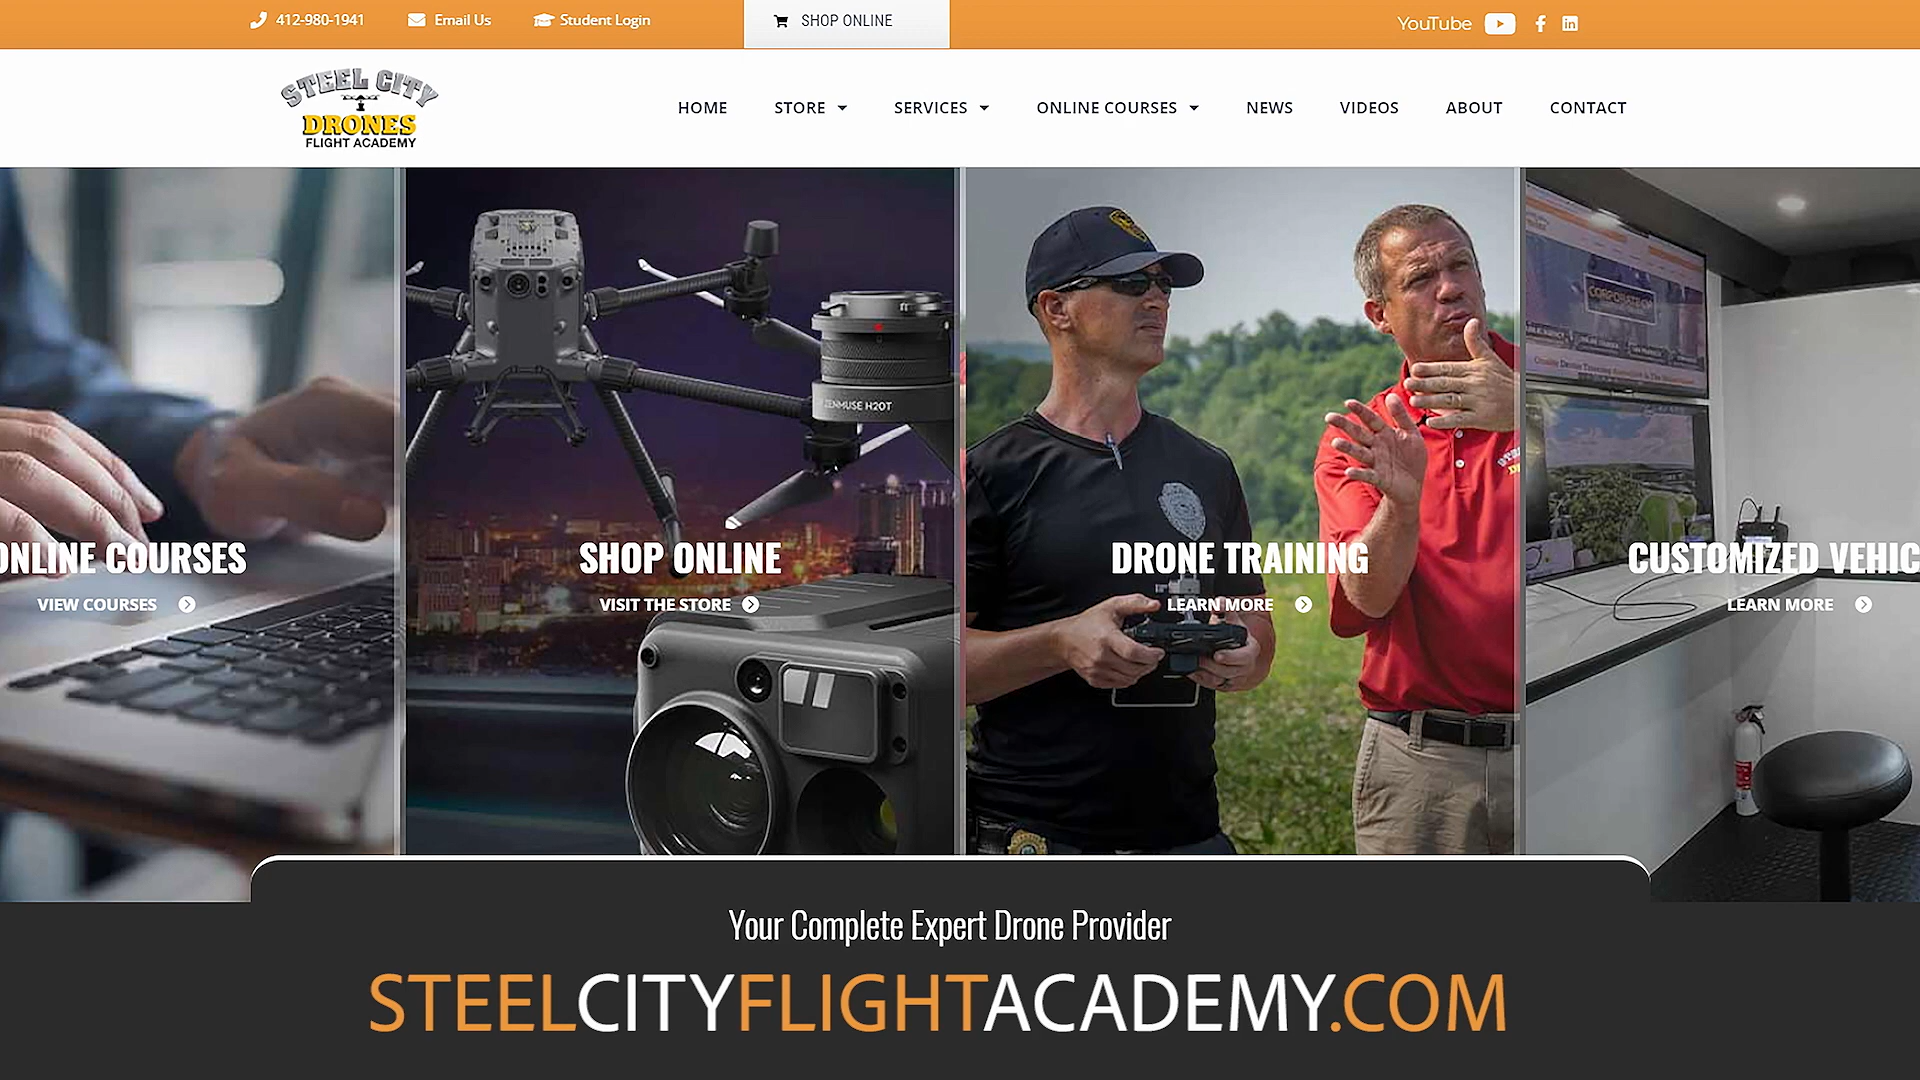 412-980-1941 Email Us Student Login SHOP ONLINE YouTube
STEEL CITY
DRONES
FLIGHT ACADEMY
HOME STORE SERVICES ONLINE COURSES NEWS VIDEOS ABOUT CONTACT
ZENMUSE H20T
ONLINE COURSES
VIEW COURSES
SHOP ONLINE
VISIT THE STORE
DRONE TRAINING
LEARN MORE
CUSTOMIZED VEHIC
LEARN MORE
Your Complete Expert Drone Provider
STEELCITYFLIGHTACADEMY.COM